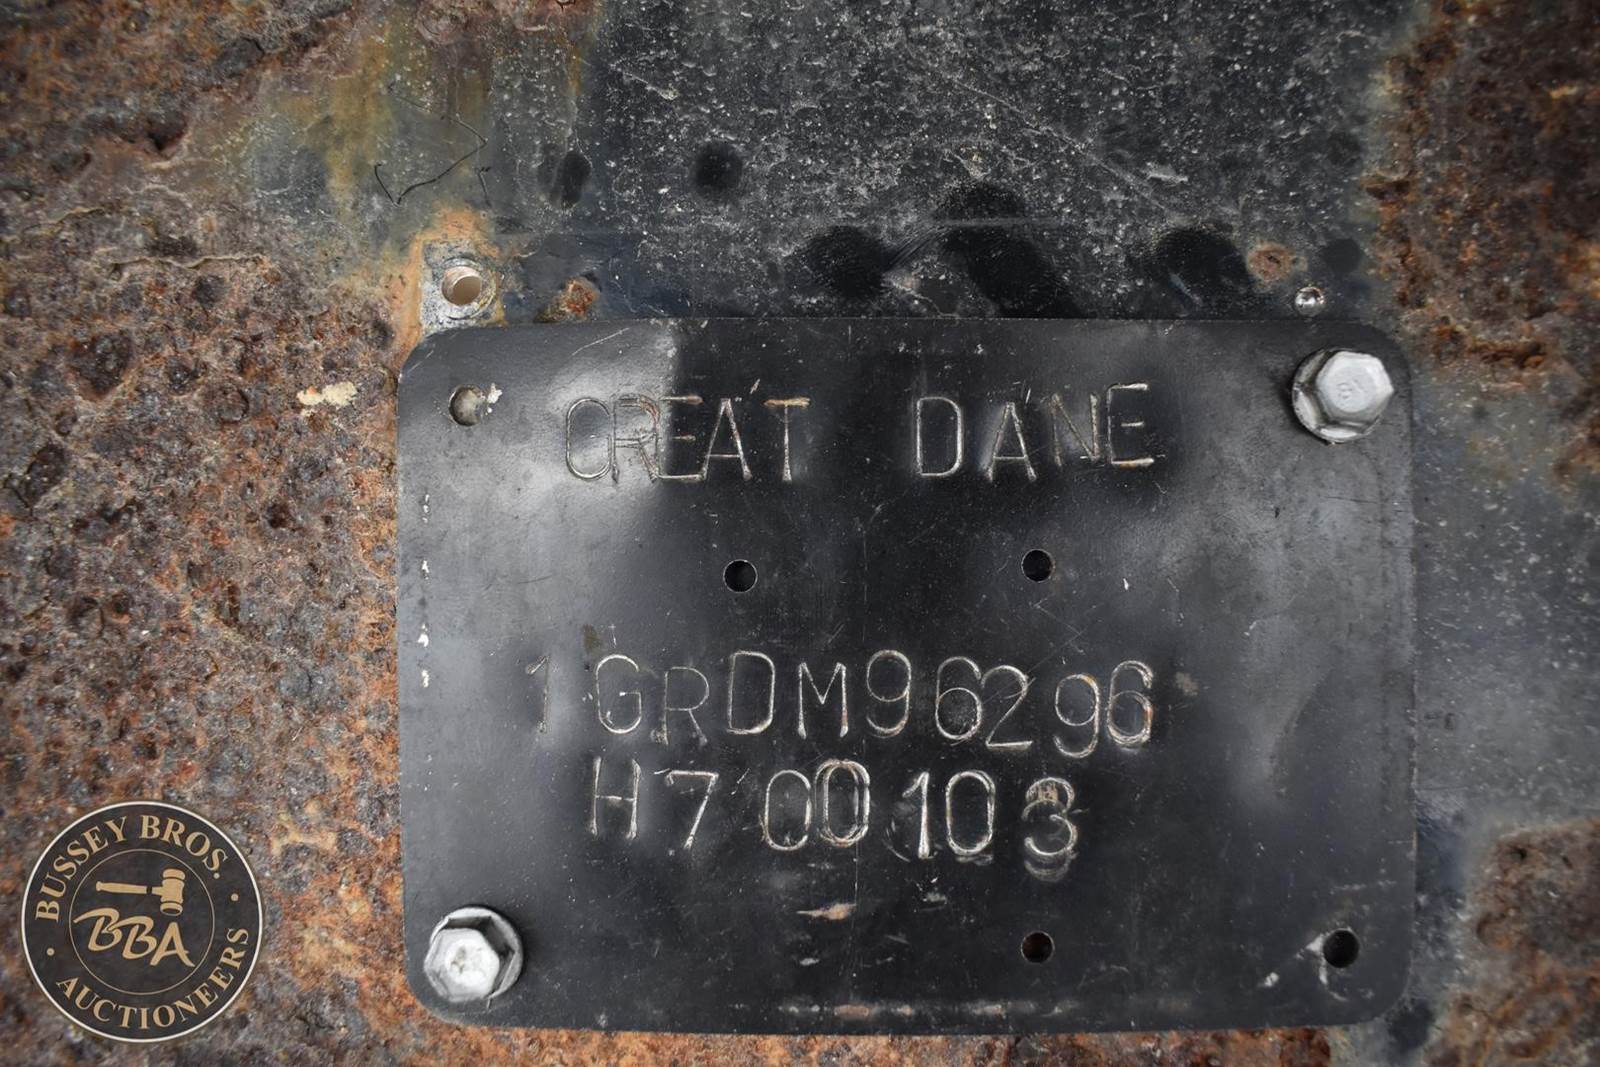 GREAT DANE
1GRDM96296
H700103
BUSSEY BROS.
BBA
AUCTIONEERS